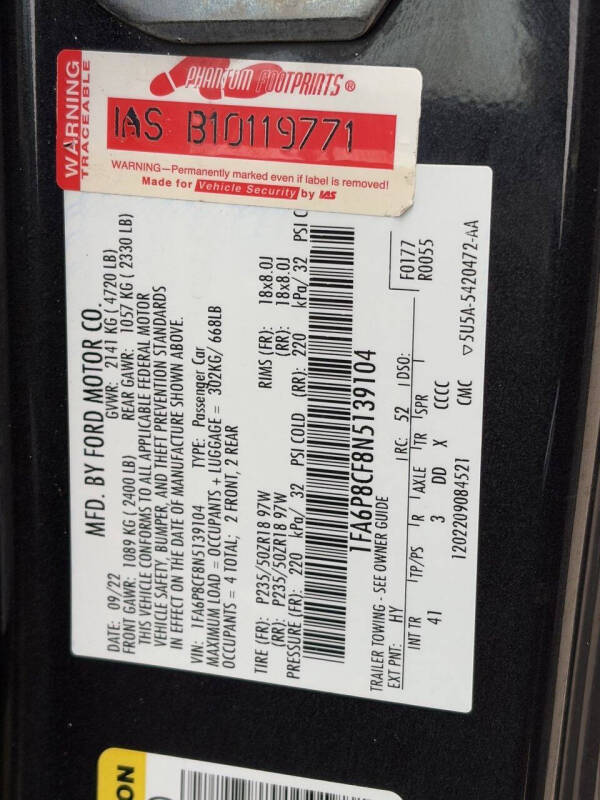 WARNING
TRACEABLE
PHANTOM FOOTPRINTS®
IAS B10119771
WARNING—Permanently marked even if label is removed!
Made for Vehicle Security by IAS
MFD. BY FORD MOTOR CO.
DATE: 09/22 GVWR: 2141 KG ( 4720 LB)
FRONT GAWR: 1089 KG ( 2400 LB) REAR GAWR: 1057 KG ( 2330 LB)
THIS VEHICLE CONFORMS TO ALL APPLICABLE FEDERAL MOTOR
VEHICLE SAFETY, BUMPER, AND THEFT PREVENTION STANDARDS
IN EFFECT ON THE DATE OF MANUFACTURE SHOWN ABOVE.
VIN: 1FA6P8CF8N5139104 TYPE: Passenger Car
MAXIMUM LOAD = OCCUPANTS + LUGGAGE = 302KG/ 668LB
OCCUPANTS = 4 TOTAL; 2 FRONT, 2 REAR
TIRE (FR): P235/50ZR18 97W RIMS (FR): 18x8.0J
(RR): P235/50ZR18 97W (RR): 18x8.0J
PRESSURE (FR): 220 kPa/ 32 PSI COLD (RR): 220 kPa/ 32 PSI C
1FA6P8CF8N5139104
TRAILER TOWING - SEE OWNER GUIDE F0177
EXT PNT: HY RC: 52 DSO: R0055
INT TR TP/PS R AXLE TR SPR
41 3 DD X CCCC
1202209084521 CMC ▽5U5A-5420472-AA
ON